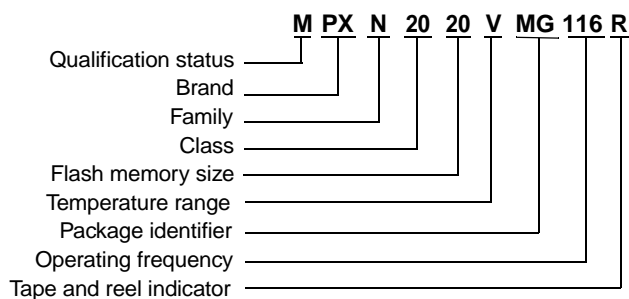 M PX N 20 20 V MG 116 R
Qualification status
Brand
Family
Class
Flash memory size
Temperature range
Package identifier
Operating frequency
Tape and reel indicator